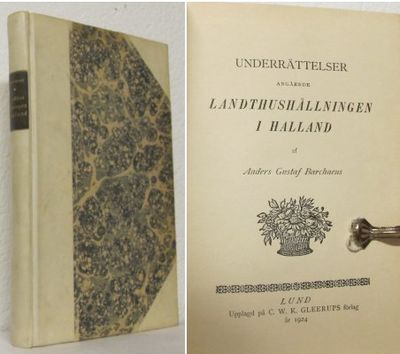 UNDERRÄTTELSER
ANGÅENDE
LANDTHUSHÅLLNINGEN
I HALLAND
af
Anders Gustaf Barchaeus
LUND
Upplagd på C. W. K. GLEERUPS förlag
år 1924